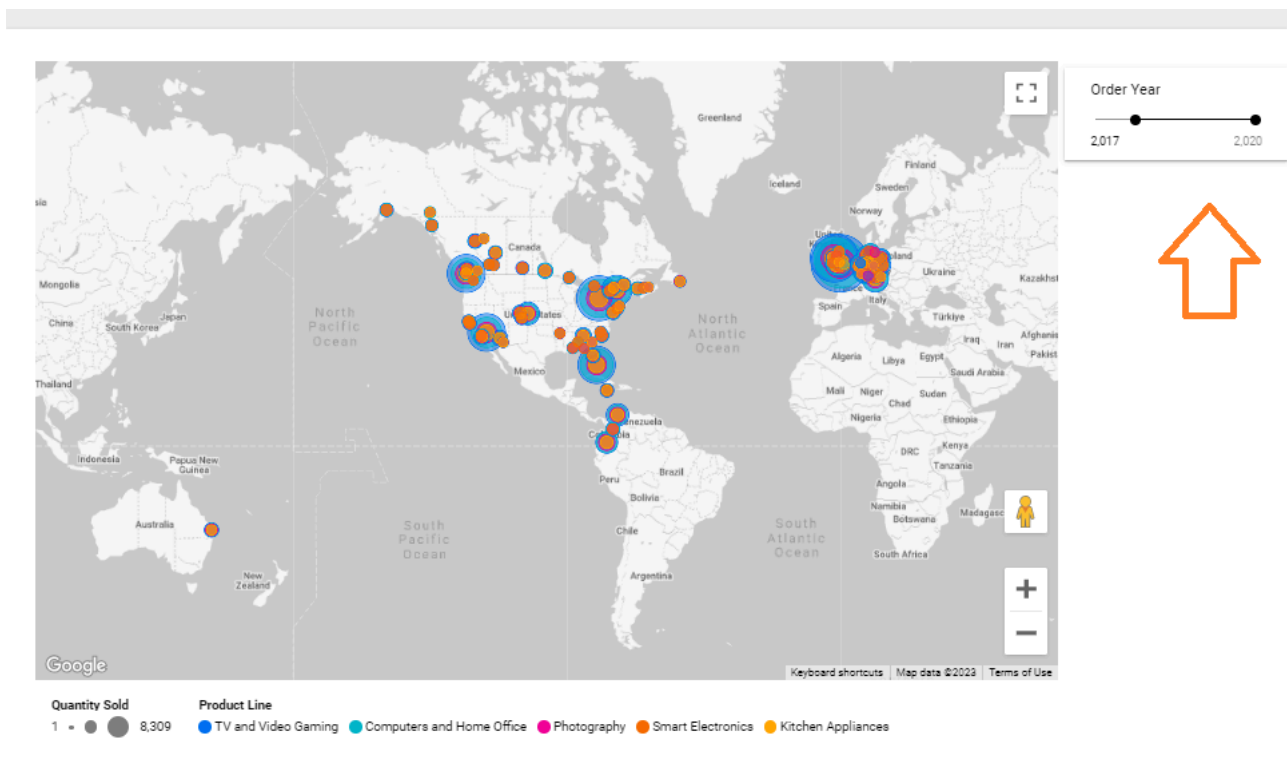 Order Year
2,017 2,020
Greenland
Iceland
Finland
Sweden
Norway
Canada
Ukraine
Kazakhst
Mongolia
North
Pacific
Ocean
North
Atlantic
Ocean
Spain
Italy
Türkiye
China
South Korea
Japan
Iraq
Iran
Afghanis
Pakist
Algeria
Libya
Egypt
Saudi Arabia
Mexico
Thailand
Mali
Niger
Chad
Sudan
Nigeria
Ethiopia
DRC
Kenya
Tanzania
Indonesia
Papua New
Guinea
Peru
Brazil
Bolivia
Angola
Namibia
Botswana
Madagasc
Australia
South
Pacific
Ocean
Chile
South
Atlantic
Ocean
South Africa
New
Zealand
Argentina
Google
Keyboard shortcuts Map data ©2023 Terms of Use
Quantity Sold Product Line
1 8,309 TV and Video Gaming Computers and Home Office Photography Smart Electronics Kitchen Appliances